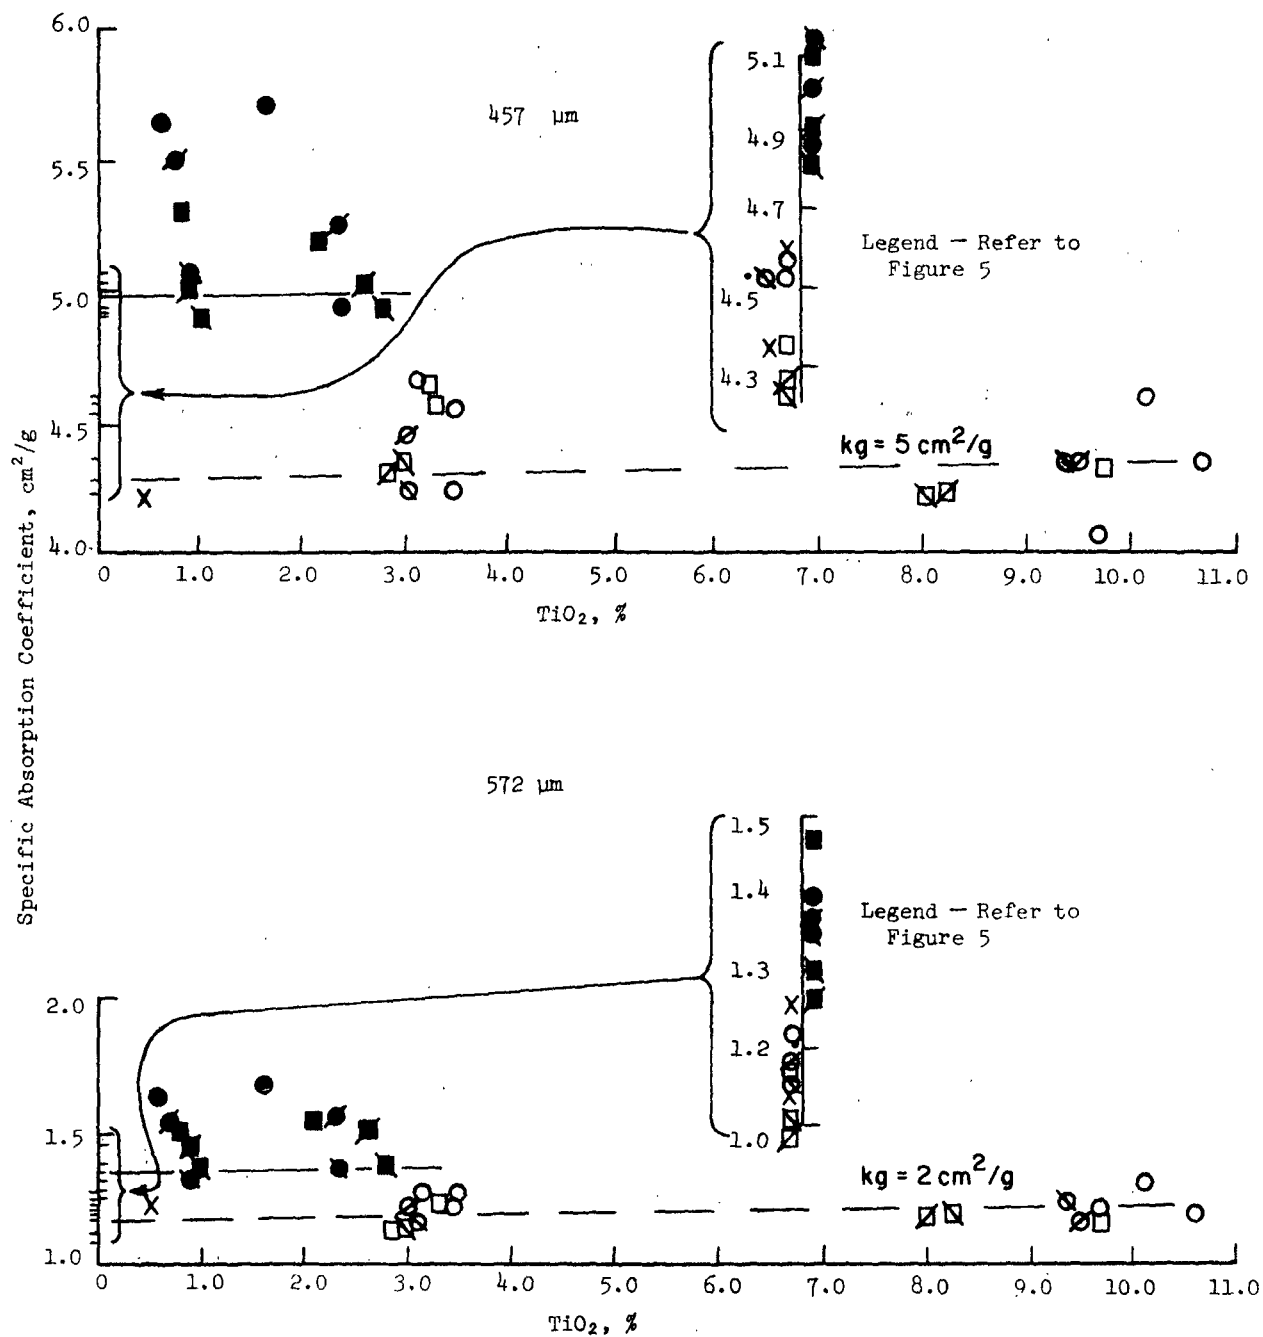 6.0
5.5
5.0
4.5
4.0
457 µm
5.1
4.9
4.7
4.5
4.3
Legend — Refer to
Figure 5
kg = 5 cm²/g
0 1.0 2.0 3.0 4.0 5.0 6.0 7.0 8.0 9.0 10.0 11.0
TiO₂, %
Specific Absorption Coefficient, cm²/g
572 µm
1.5
1.4
1.3
1.2
1.0
Legend — Refer to
Figure 5
2.0
1.5
1.0
kg = 2 cm²/g
0 1.0 2.0 3.0 4.0 5.0 6.0 7.0 8.0 9.0 10.0 11.0
TiO₂, %